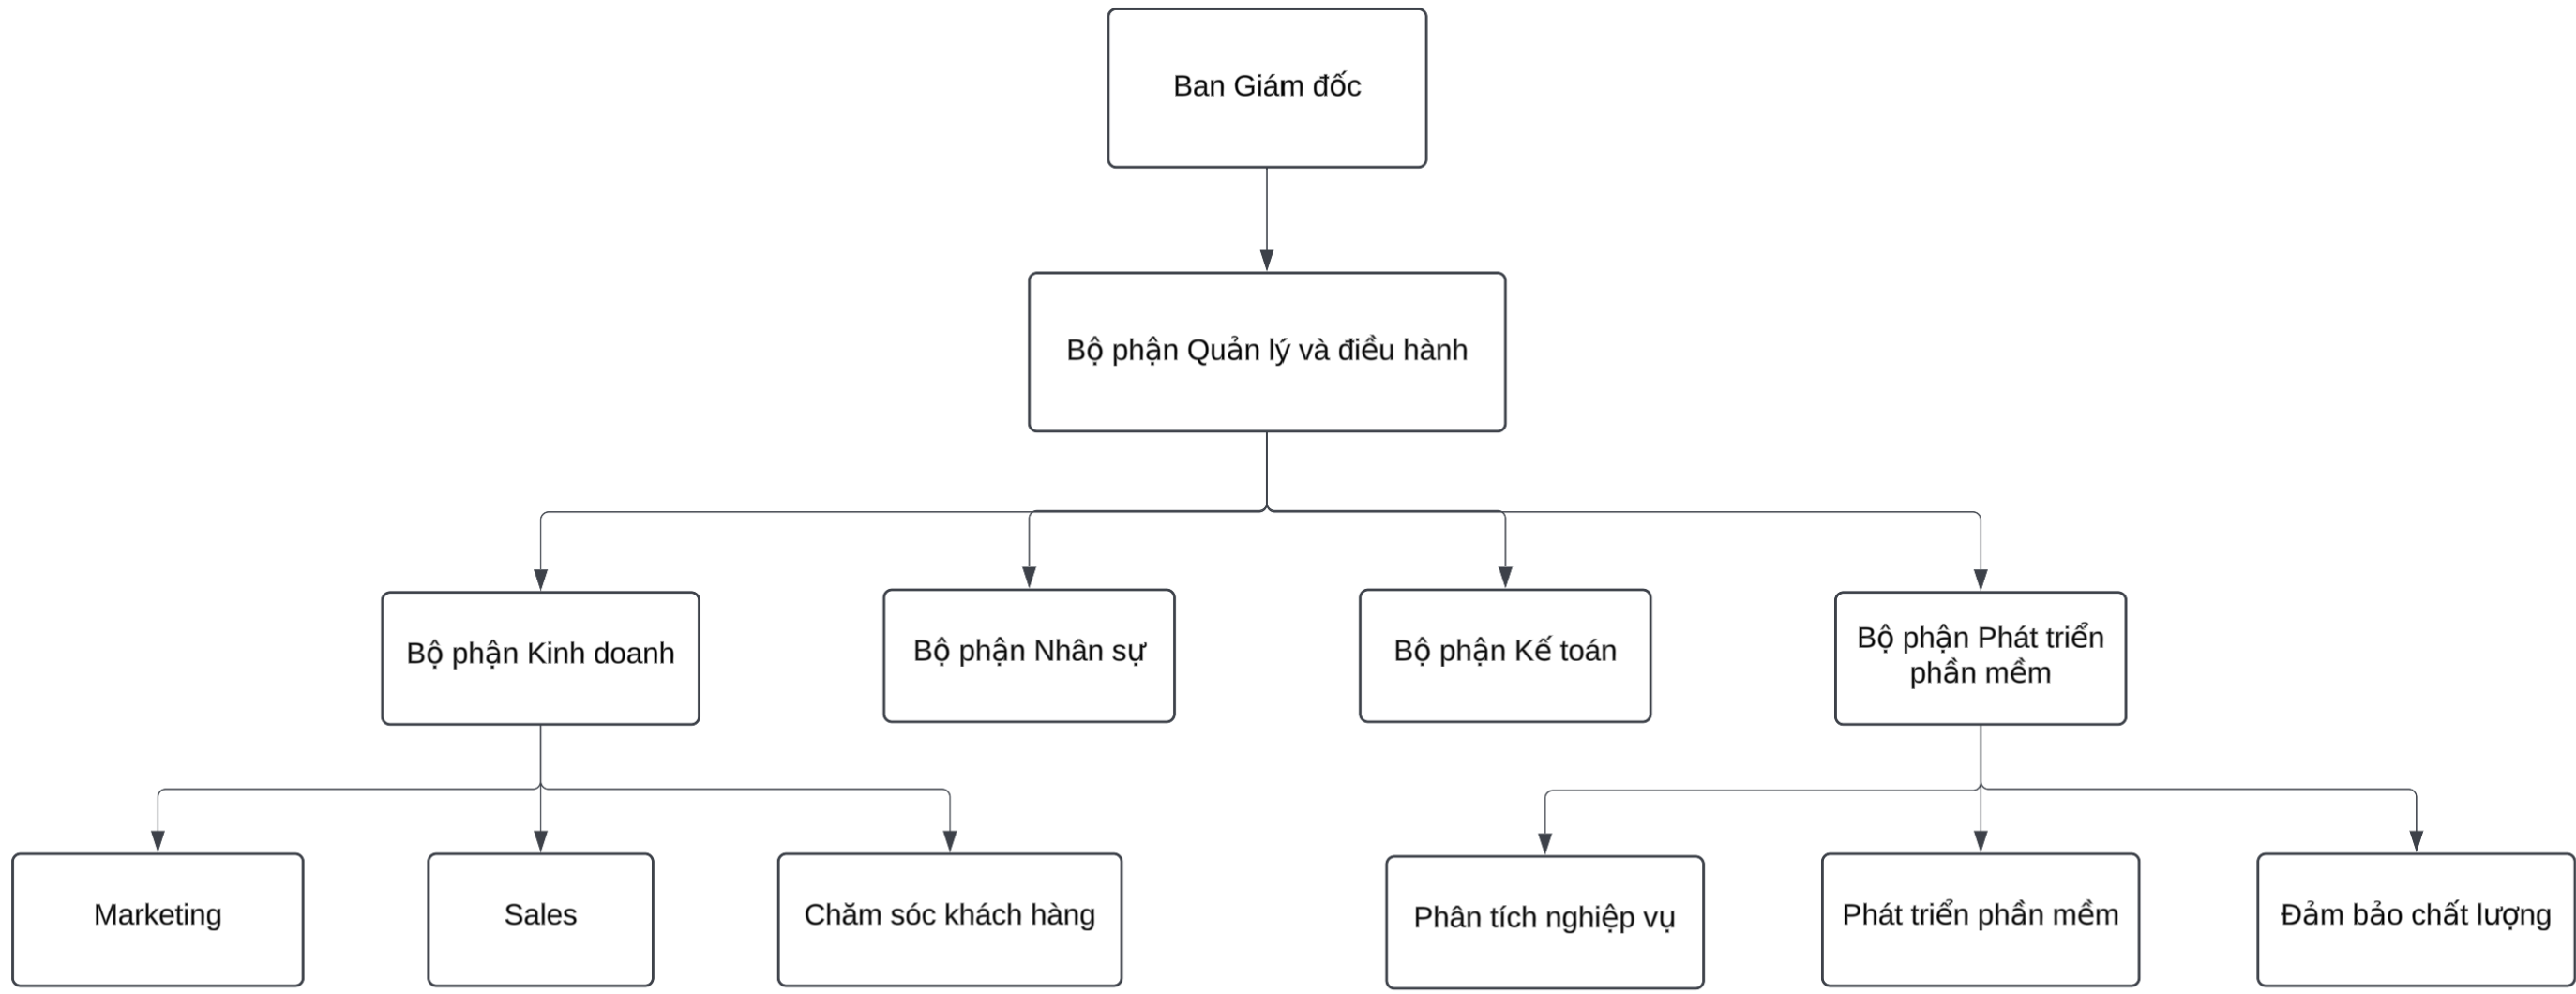 Ban Giám đốc
Bộ phận Quản lý và điều hành
Bộ phận Kinh doanh
Bộ phận Nhân sự
Bộ phận Kế toán
Bộ phận Phát triển
phần mềm
Marketing
Sales
Chăm sóc khách hàng
Phân tích nghiệp vụ
Phát triển phần mềm
Đảm bảo chất lượng